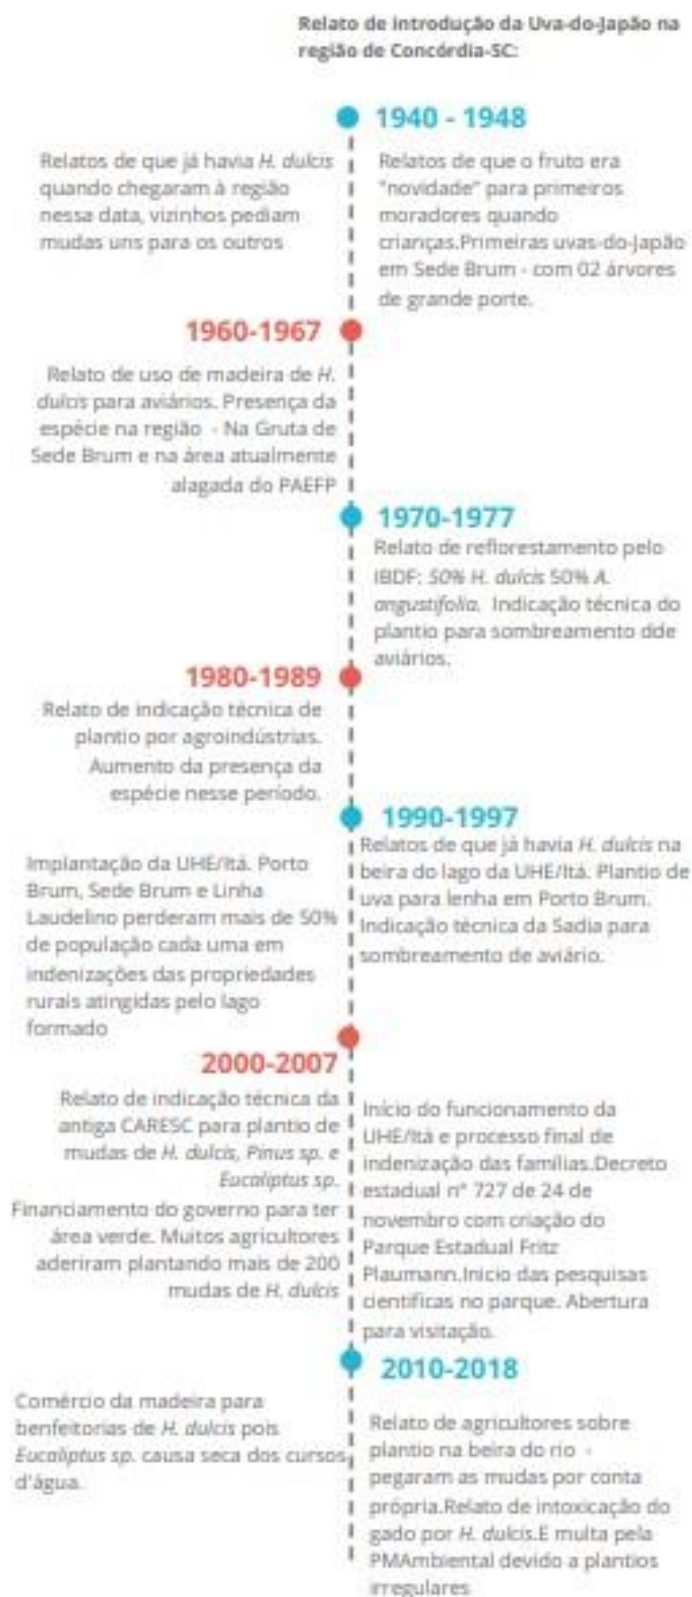 Relato de introdução da Uva-do-Japão na
região de Concórdia-SC:
1940 - 1948
Relatos de que já havia H. dulcis
quando chegaram à região
nessa data, vizinhos pediam
mudas uns para os outros
Relatos de que o fruto era
"novidade" para primeiros
moradores quando
crianças.Primeiras uvas-do-Japão
em Sede Brum - com 02 árvores
de grande porte.
1960-1967
Relato de uso de madeira de H.
dulcis para aviários. Presença da
espécie na região - Na Gruta de
Sede Brum e na área atualmente
alagada do PAEFP
1970-1977
Relato de reflorestamento pelo
IBDF: 50% H. dulcis 50% A.
angustifolia. Indicação técnica do
plantio para sombreamento dde
aviários.
1980-1989
Relato de indicação técnica de
plantio por agroindústrias.
Aumento da presença da
espécie nesse período.
1990-1997
Implantação da UHE/Itá. Porto
Brum, Sede Brum e Linha
Laudelino perderam mais de 50%
de população cada uma em
indenizações das propriedades
rurais atingidas pelo lago
formado
Relatos de que já havia H. dulcis na
beira do lago da UHE/Itá. Plantio de
uva para lenha em Porto Brum.
Indicação técnica da Sadia para
sombreamento de aviário.
2000-2007
Relato de indicação técnica da
antiga CARESC para plantio de
mudas de H. dulcis, Pinus sp. e
Eucaliptus sp.
Financiamento do governo para ter
área verde. Muitos agricultores
aderiram plantando mais de 200
mudas de H. dulcis
Início do funcionamento da
UHE/Itá e processo final de
indenização das famílias.Decreto
estadual n° 727 de 24 de
novembro com criação do
Parque Estadual Fritz
Plaumann.Inicio das pesquisas
cientificas no parque. Abertura
para visitação.
2010-2018
Comércio da madeira para
benfeitorias de H. dulcis pois
Eucaliptus sp. causa seca dos cursos
d'água.
Relato de agricultores sobre
plantio na beira do rio -
pegaram as mudas por conta
própria.Relato de intoxicação do
gado por H. dulcis.E multa pela
PMAmbiental devido a plantios
irregulares